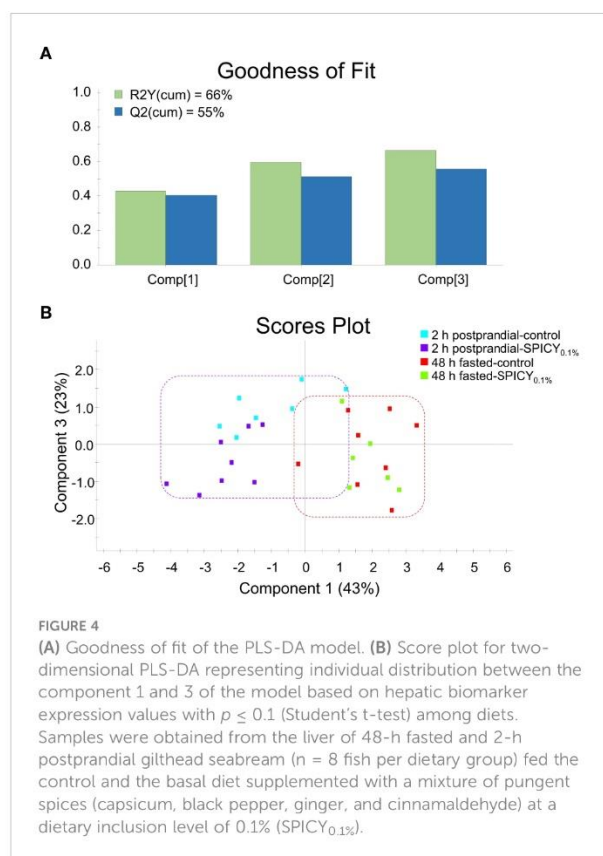 A
Goodness of Fit
1.0
0.8
0.6
0.4
0.2
0.0
R2Y(cum) = 66%
Q2(cum) = 55%
Comp[1] Comp[2] Comp[3]
B
Scores Plot
2 h postprandial-control
2 h postprandial-SPICY0.1%
48 h fasted-control
48 h fasted-SPICY0.1%
Component 3 (23%)
2.0
1.0
0.0
-1.0
-2.0
-6 -5 -4 -3 -2 -1 0 1 2 3 4 5 6
Component 1 (43%)
FIGURE 4
(A) Goodness of fit of the PLS-DA model. (B) Score plot for two-
dimensional PLS-DA representing individual distribution between the
component 1 and 3 of the model based on hepatic biomarker
expression values with p ≤ 0.1 (Student's t-test) among diets.
Samples were obtained from the liver of 48-h fasted and 2-h
postprandial gilthead seabream (n = 8 fish per dietary group) fed the
control and the basal diet supplemented with a mixture of pungent
spices (capsicum, black pepper, ginger, and cinnamaldehyde) at a
dietary inclusion level of 0.1% (SPICY0.1%).